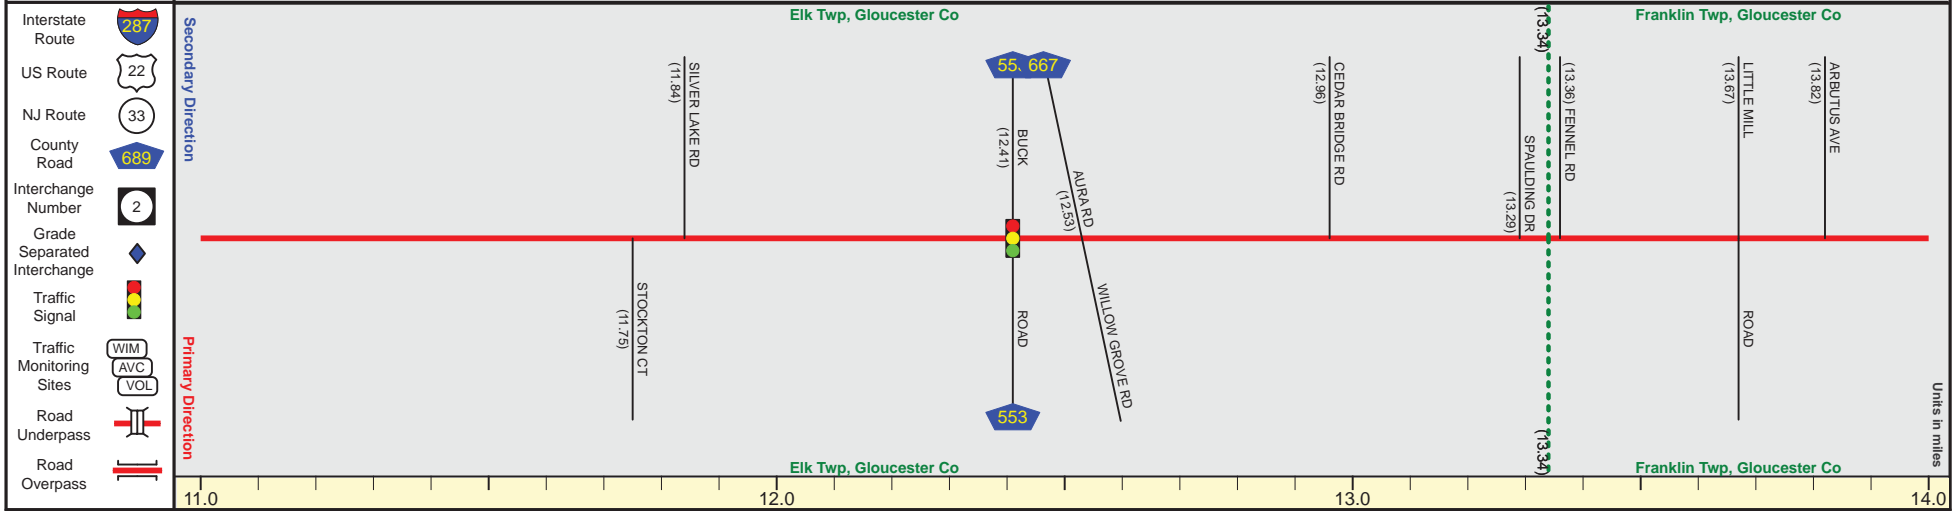 Interstate
Route
287
US Route
22
NJ Route
33
County
Road
689
Interchange
Number
2
Grade
Separated
Interchange
Traffic
Signal
Traffic
Monitoring
Sites
WIM
AVC
VOL
Road
Underpass
Road
Overpass
Secondary Direction
Primary Direction
Elk Twp, Gloucester Co
(13.34)
Franklin Twp, Gloucester Co
SILVER LAKE RD
(11.84)
STOCKTON CT
(11.75)
667
BUCK
(12.41)
ROAD
553
AURA RD
(12.53)
WILLOW GROVE RD
CEDAR BRIDGE RD
(12.96)
SPAULDING DR
(13.29)
(13.36) FENNEL RD
LITTLE MILL
(13.67)
ROAD
ARBUTUS AVE
(13.82)
Elk Twp, Gloucester Co
(13.34)
Franklin Twp, Gloucester Co
Units in miles
11.0
12.0
13.0
14.0